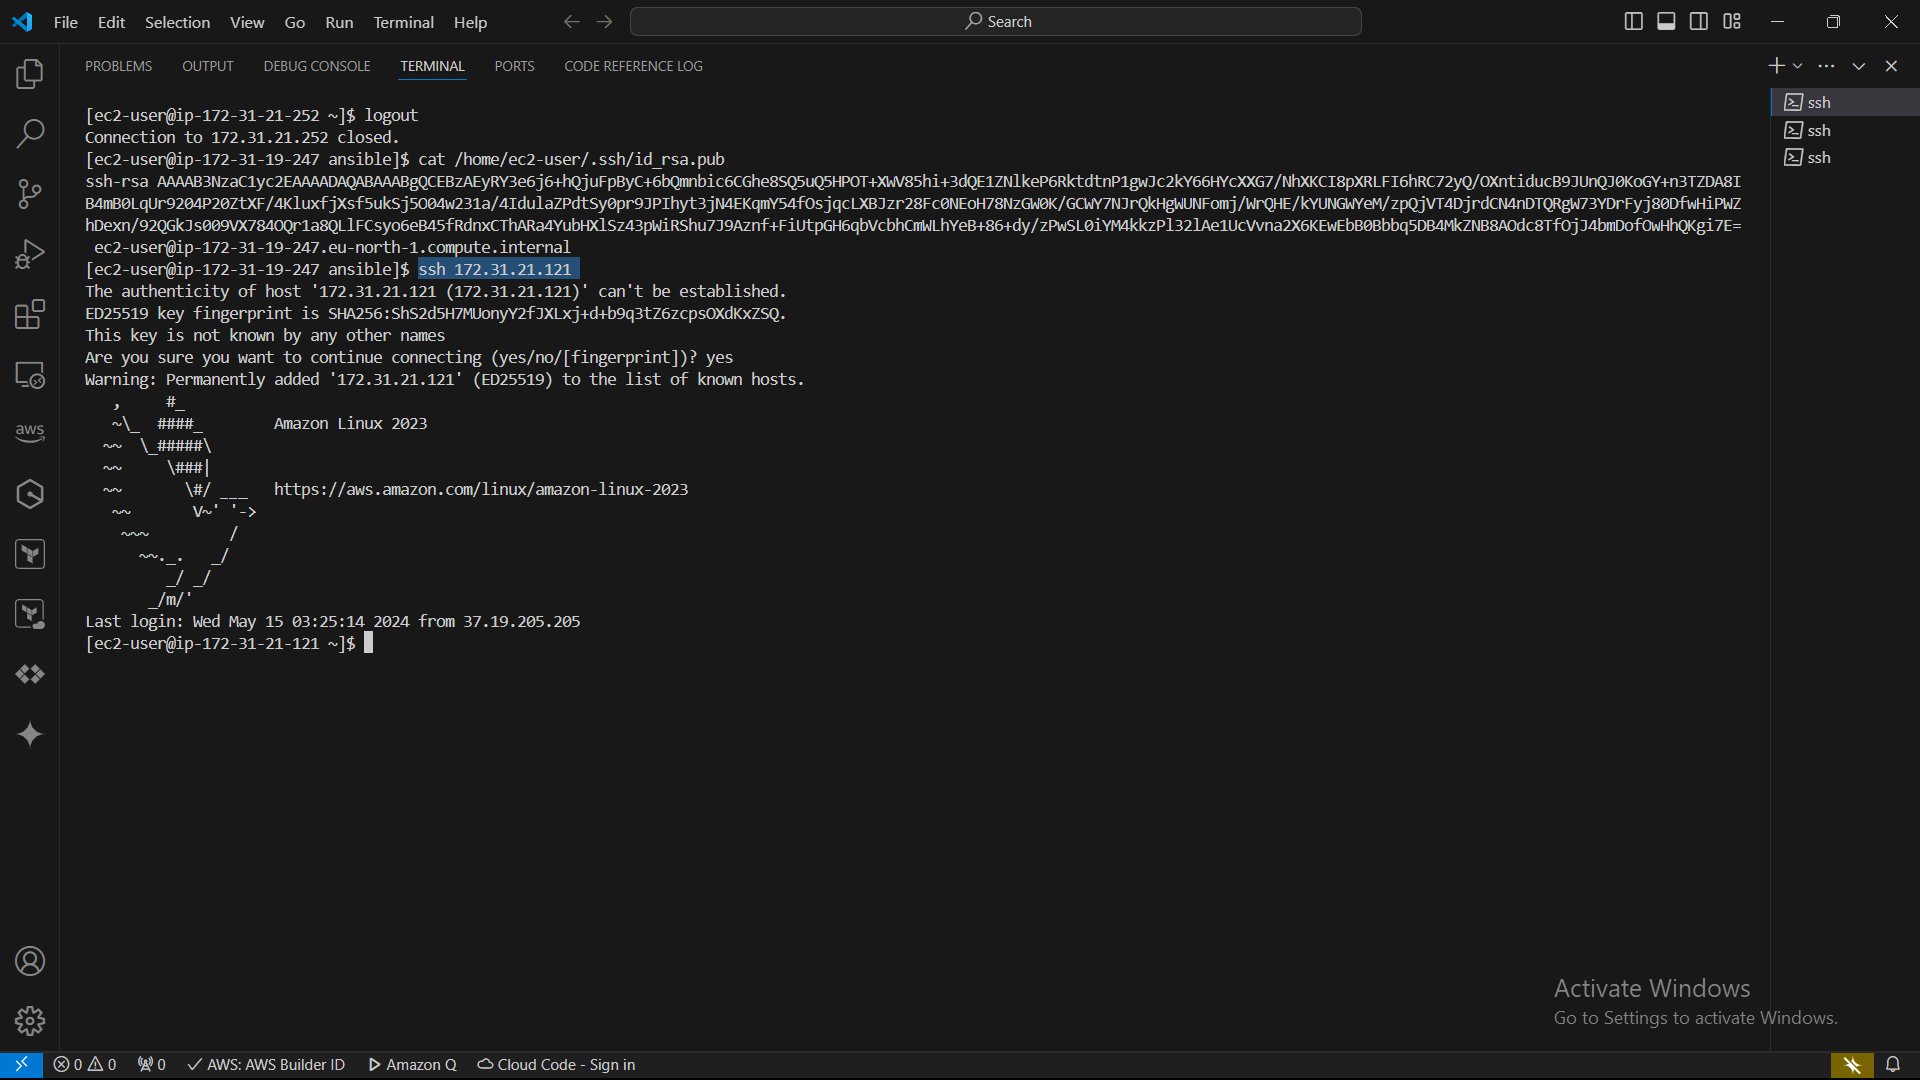 File Edit Selection View Go Run Terminal Help
Search
PROBLEMS OUTPUT DEBUG CONSOLE TERMINAL PORTS CODE REFERENCE LOG
[ec2-user@ip-172-31-21-252 ~]$ logout
Connection to 172.31.21.252 closed.
[ec2-user@ip-172-31-19-247 ansible]$ cat /home/ec2-user/.ssh/id_rsa.pub
ssh-rsa AAAAB3NzaC1yc2EAAAADAQABAAABgQCEBzAEyRY3e6j6+hQjuFpByC+6bQmnbic6CGhe8SQ5uQ5HPOT+XWV85hi+3dQE1ZNlkeP6RktdtnP1gwJc2kY66HYcXXG7/NhXKCI8pXRLFI6hRC72yQ/OXntiducB9JUnQJ0KoGY+n3TZDA8I
B4mB0LqUr9204P20ZtXF/4KluxfjXsf5ukSj5O04w231a/4IdulaZPdtSy0pr9JPIhyt3jN4EKqmY54fOsjqcLXBJzr28Fc0NEoH78NzGW0K/GCWY7NJrQkHgWUNFomj/WrQHE/kYUNGWYeM/zpQjVT4DjrdCN4nDTQRgW73YDrFyj80DfwHiPWZ
hDexn/92QGkJs009VX784OQr1a8QLlFCsyo6eB45fRdnxCThARa4YubHXlSz43pWiRShu7J9Aznf+FiUtpGH6qbVcbhCmWLhYeB+86+dy/zPwSL0iYM4kkzPl32lAe1UcVvna2X6KEwEbB0Bbbq5DB4MkZNB8AOdc8TfOjJ4bmDofOwHhQKgi7E=
ec2-user@ip-172-31-19-247.eu-north-1.compute.internal
[ec2-user@ip-172-31-19-247 ansible]$ ssh 172.31.21.121
The authenticity of host '172.31.21.121 (172.31.21.121)' can't be established.
ED25519 key fingerprint is SHA256:ShS2d5H7MUonyY2fJXLxj+d+b9q3tZ6zcpsOXdKxZSQ.
This key is not known by any other names
Are you sure you want to continue connecting (yes/no/[fingerprint])? yes
Warning: Permanently added '172.31.21.121' (ED25519) to the list of known hosts.
   ,     #_
   ~\_  ####_        Amazon Linux 2023
  ~~  \_#####\
  ~~     \###|
  ~~       \#/ ___   https://aws.amazon.com/linux/amazon-linux-2023
   ~~       V~' '->
    ~~~         /
      ~~._.   _/
         _/ _/
       _/m/'
Last login: Wed May 15 03:25:14 2024 from 37.19.205.205
[ec2-user@ip-172-31-21-121 ~]$
ssh
ssh
ssh
aws
Activate Windows
Go to Settings to activate Windows.
0 0 0 AWS: AWS Builder ID Amazon Q Cloud Code - Sign in